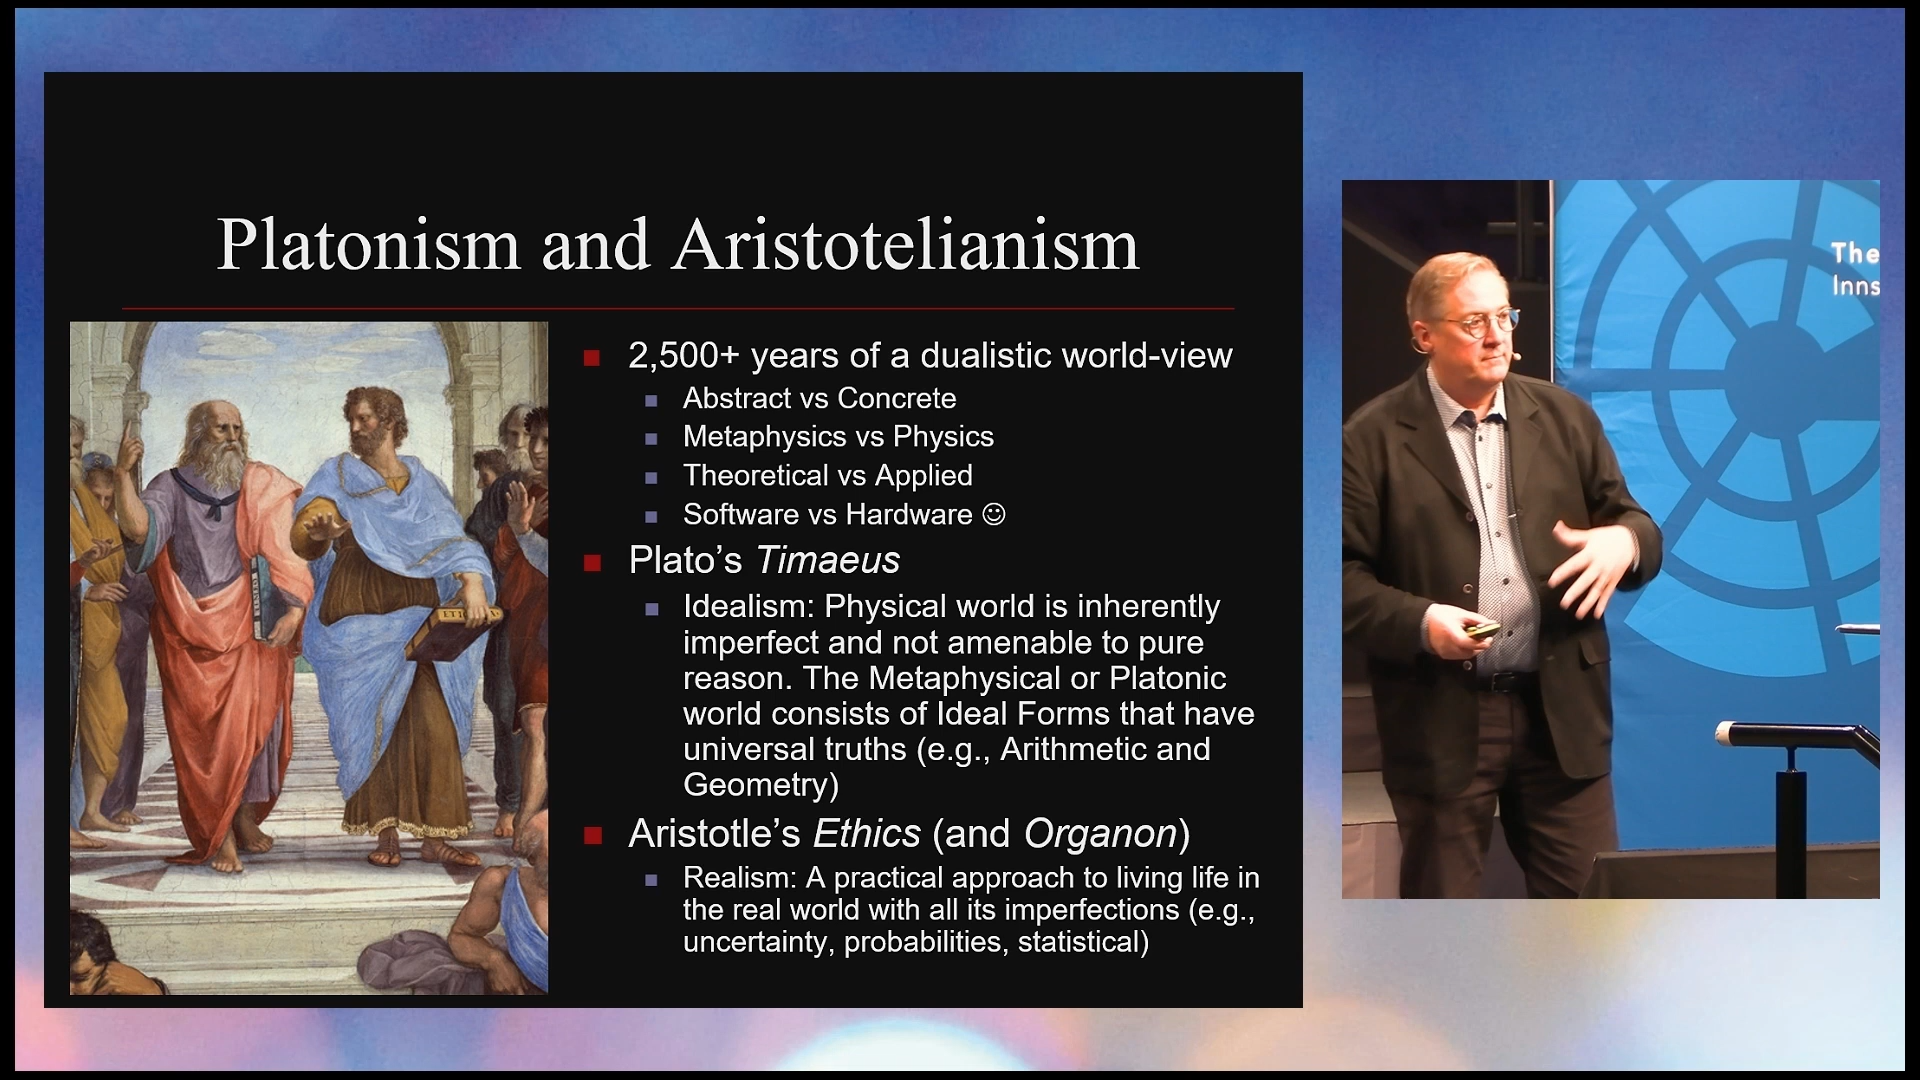 Platonism and Aristotelianism
2,500+ years of a dualistic world-view
Abstract vs Concrete
Metaphysics vs Physics
Theoretical vs Applied
Software vs Hardware ☺
Plato’s Timaeus
Idealism: Physical world is inherently
imperfect and not amenable to pure
reason. The Metaphysical or Platonic
world consists of Ideal Forms that have
universal truths (e.g., Arithmetic and
Geometry)
Aristotle’s Ethics (and Organon)
Realism: A practical approach to living life in
the real world with all its imperfections (e.g.,
uncertainty, probabilities, statistical)
The
Inns